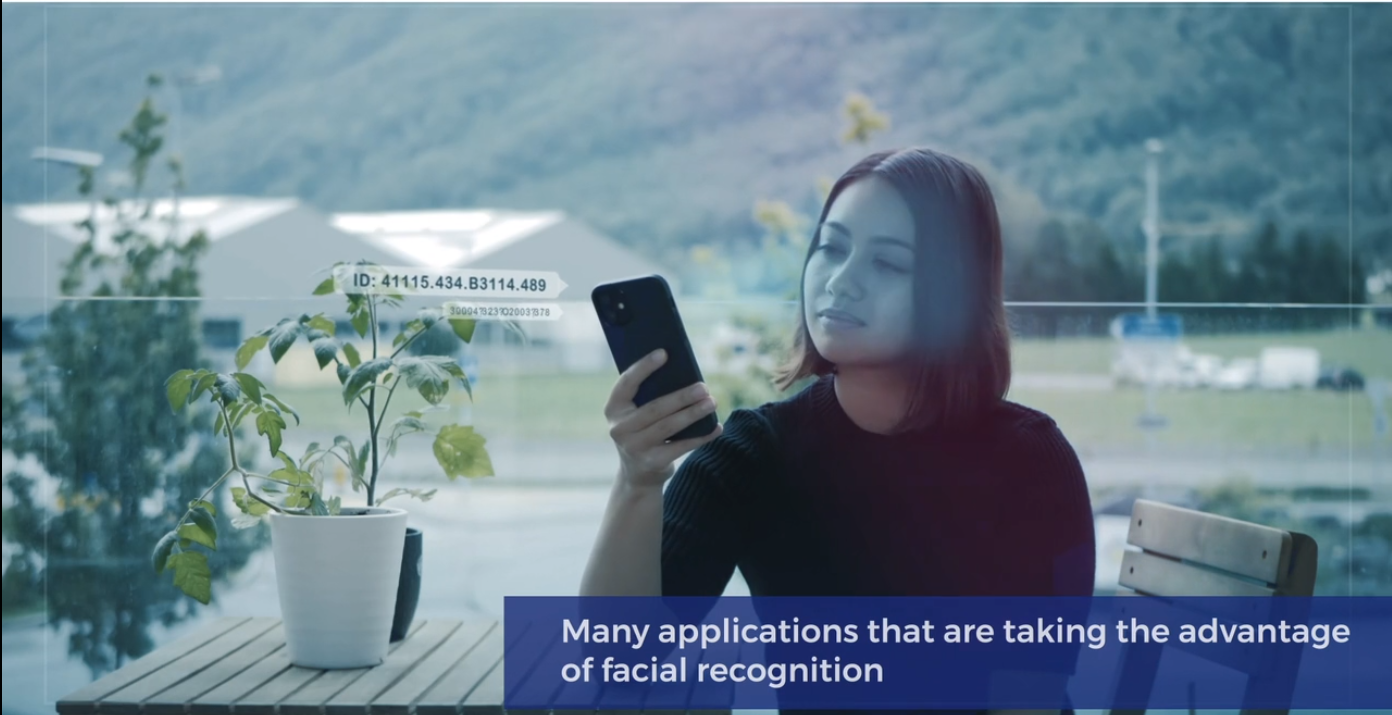 ID: 41115.434.B3114.489
Many applications that are taking the advantage
of facial recognition